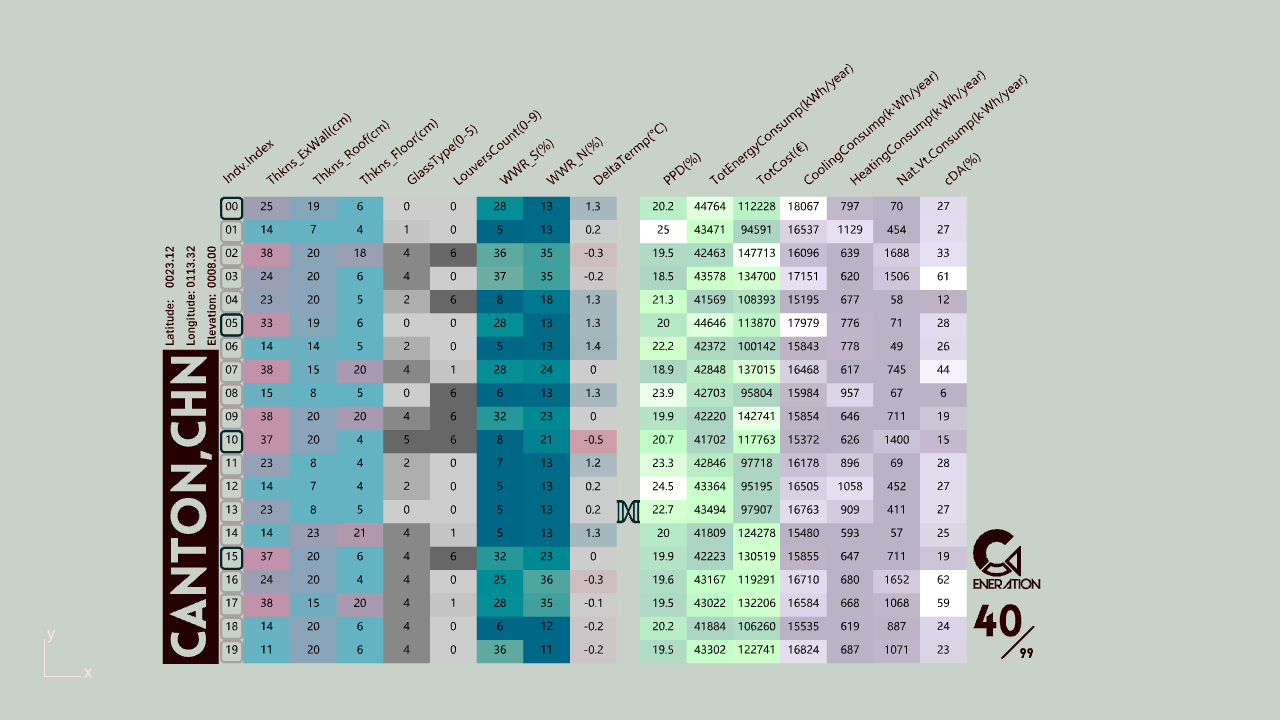 Indv.Index Thkns_ExWall(cm) Thkns_Roof(cm) Thkns_Floor(cm) GlassType(0-5) LouversCount(0-9) WWR_S(%) WWR_N(%) DeltaTermp(°C) PPD(%) TotEnergyConsump(kWh/year) TotCost(€) CoolingConsump(k·Wh/year) HeatingConsump(k·Wh/year) Nat.Vt.Consump(k·Wh/year) cDA(%)
00 25 19 6 0 0 28 13 1.3 20.2 44764 112228 18067 797 70 27
01 14 7 4 1 0 5 13 0.2 25 43471 94591 16537 1129 454 27
02 38 20 18 4 6 36 35 -0.3 19.5 42463 147713 16096 639 1688 33
03 24 20 6 4 0 37 35 -0.2 18.5 43578 134700 17151 620 1506 61
04 23 20 5 2 6 8 18 1.3 21.3 41569 108393 15195 677 58 12
05 33 19 6 0 0 28 13 1.3 20 44646 113870 17979 776 71 28
06 14 14 5 2 0 5 13 1.4 22.2 42372 100142 15843 778 49 26
07 38 15 20 4 1 28 24 0 18.9 42848 137015 16468 617 745 44
08 15 8 5 0 6 6 13 1.3 23.9 42703 95804 15984 957 67 6
09 38 20 20 4 6 32 23 0 19.9 42220 142741 15854 646 711 19
10 37 20 4 5 6 8 21 -0.5 20.7 41702 117763 15372 626 1400 15
11 23 8 4 2 0 7 13 1.2 23.3 42846 97718 16178 896 69 28
12 14 7 4 2 0 5 13 0.2 24.5 43364 95195 16505 1058 452 27
13 23 8 5 0 0 5 13 0.2 22.7 43494 97907 16763 909 411 27
14 14 23 21 4 1 5 13 1.3 20 41809 124278 15480 593 57 25
15 37 20 6 4 6 32 23 0 19.9 42223 130519 15855 647 711 19
16 24 20 4 4 0 25 36 -0.3 19.6 43167 119291 16710 680 1652 62
17 38 15 20 4 1 28 35 -0.1 19.5 43022 132206 16584 668 1068 59
18 14 20 6 4 0 6 12 -0.2 20.2 41884 106260 15535 619 887 24
19 11 20 6 4 0 36 11 -0.2 19.5 43302 122741 16824 687 1071 23
Latitude: 0023.12
Longitude: 0113.32
Elevation: 0008.00
CANTON,CHN
ENERATION
40/99
y
x